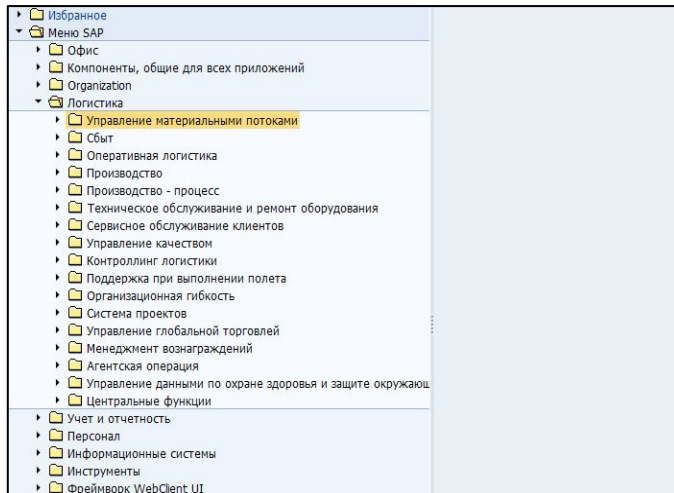 Избранное
Меню SAP
Офис
Компоненты, общие для всех приложений
Organization
Логистика
Управление материальными потоками
Сбыт
Оперативная логистика
Производство
Производство - процесс
Техническое обслуживание и ремонт оборудования
Сервисное обслуживание клиентов
Управление качеством
Контроллинг логистики
Поддержка при выполнении полета
Организационная гибкость
Система проектов
Управление глобальной торговлей
Менеджмент вознаграждений
Агентская операция
Управление данными по охране здоровья и защите окружающ
Центральные функции
Учет и отчетность
Персонал
Информационные системы
Инструменты
Фреймворк WebClient UI